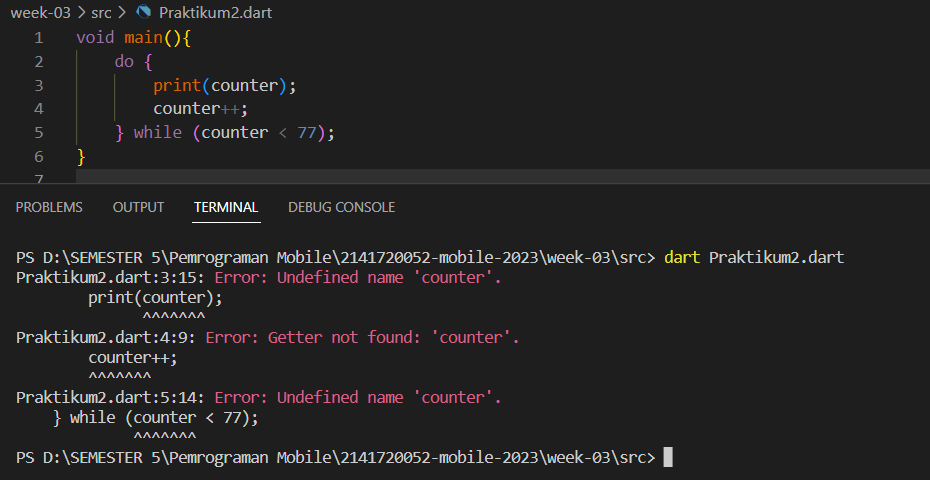 week-03 > src > Praktikum2.dart
1 void main(){
2     do {
3         print(counter);
4         counter++;
5     } while (counter < 77);
6 }
7
PROBLEMS OUTPUT TERMINAL DEBUG CONSOLE
PS D:\SEMESTER 5\Pemrograman Mobile\2141720052-mobile-2023\week-03\src> dart Praktikum2.dart
Praktikum2.dart:3:15: Error: Undefined name 'counter'.
        print(counter);
              ^^^^^^^
Praktikum2.dart:4:9: Error: Getter not found: 'counter'.
        counter++;
        ^^^^^^^
Praktikum2.dart:5:14: Error: Undefined name 'counter'.
    } while (counter < 77);
             ^^^^^^^
PS D:\SEMESTER 5\Pemrograman Mobile\2141720052-mobile-2023\week-03\src>